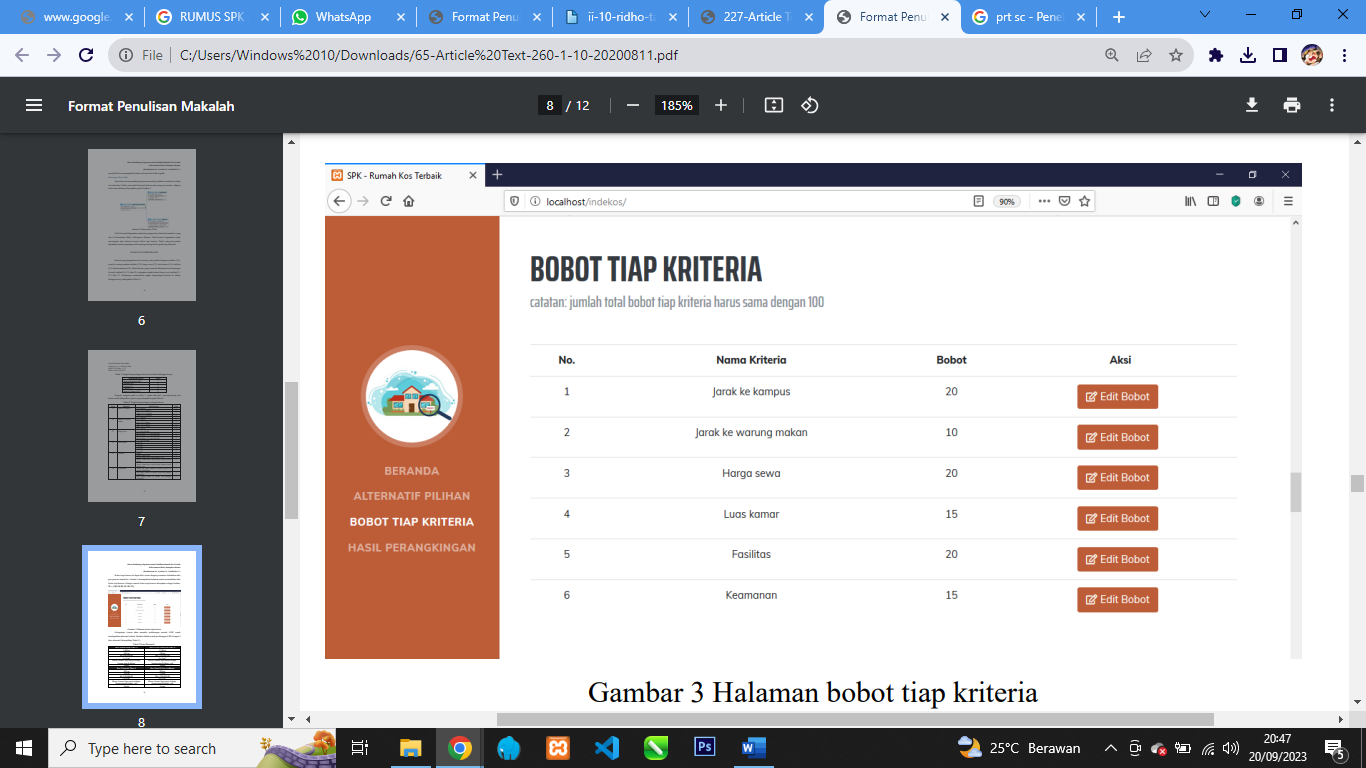 www.google.
RUMUS SPK
WhatsApp
Format Penu
ii-10-ridho-t
227-Article T
Format Penu
prt sc - Pene
File
C:/Users/Windows%2010/Downloads/65-Article%20Text-260-1-10-20200811.pdf
Format Penulisan Makalah
8 / 12
185%
6
7
8
SPK - Rumah Kos Terbaik
localhost/indekos/
90%
BERANDA
ALTERNATIF PILIHAN
BOBOT TIAP KRITERIA
HASIL PERANGKINGAN
BOBOT TIAP KRITERIA
catatan: jumlah total bobot tiap kriteria harus sama dengan 100
No. Nama Kriteria Bobot Aksi
1 Jarak ke kampus 20 Edit Bobot
2 Jarak ke warung makan 10 Edit Bobot
3 Harga sewa 20 Edit Bobot
4 Luas kamar 15 Edit Bobot
5 Fasilitas 20 Edit Bobot
6 Keamanan 15 Edit Bobot
Gambar 3 Halaman bobot tiap kriteria
Type here to search
Ps
25°C Berawan
20:47
20/09/2023
5